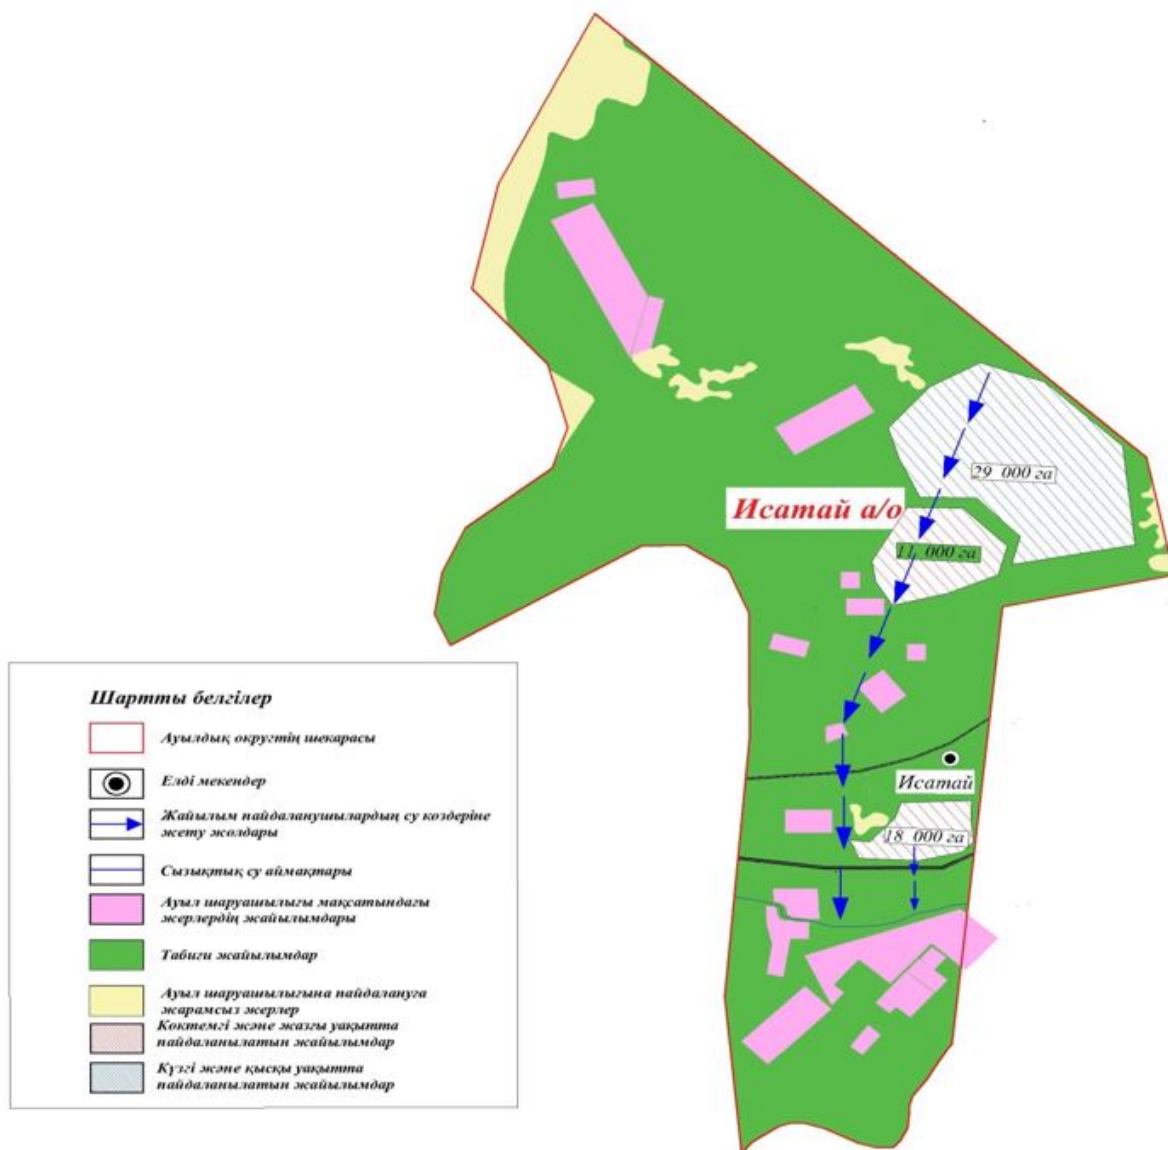 29 000 га
Исатай а/о
11 000 га
Исатай
18 000 га
Шартты белгілер
Ауылдық округтің шекарасы
Елді мекендер
Жайылым пайдаланушылардың су көздеріне
жету жолдары
Сызықтық су аймақтары
Ауыл шаруашылығы мақсатындағы
жерлердің жайылымдары
Табиғи жайылымдар
Ауыл шаруашылығына пайдалануға
жарамсыз жерлер
Көктемгі және жазғы уақытта
пайдаланылатын жайылымдар
Күзгі және қысқы уақытта
пайдаланылатын жайылымдар